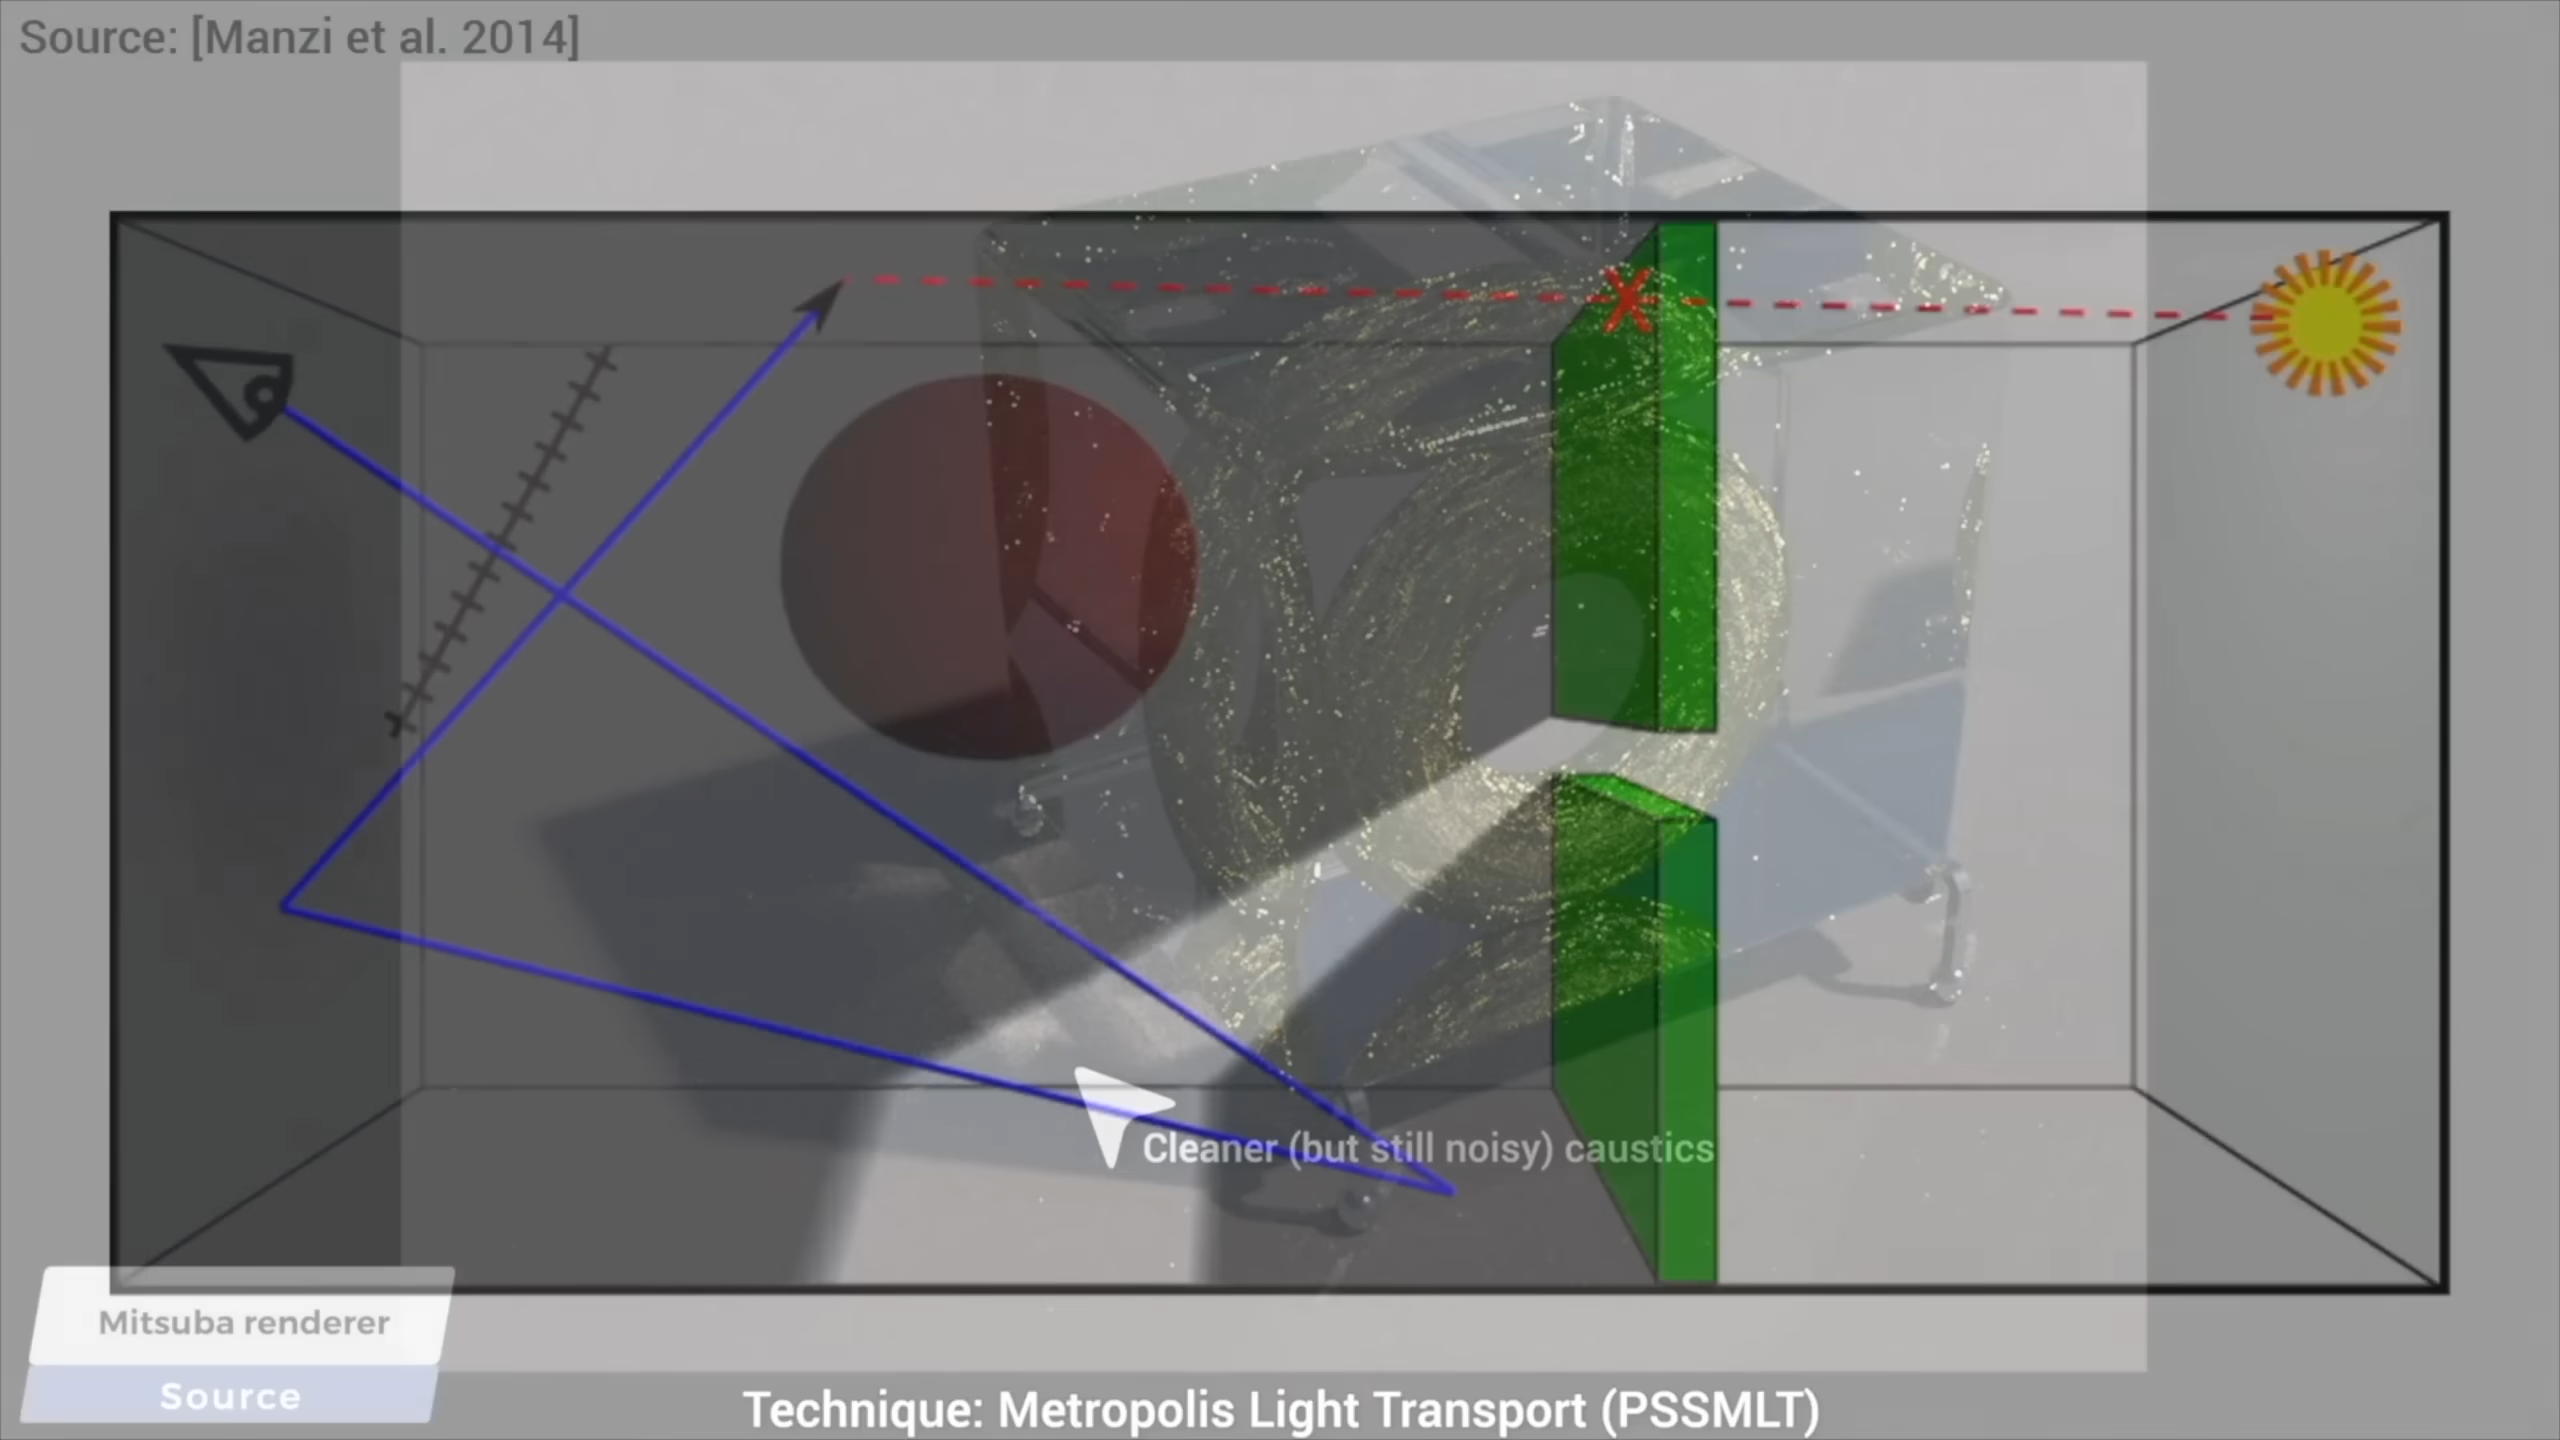 Source: [Manzi et al. 2014]
X
Cleaner (but still noisy) caustics
Mitsuba renderer
Source
Technique: Metropolis Light Transport (PSSMLT)